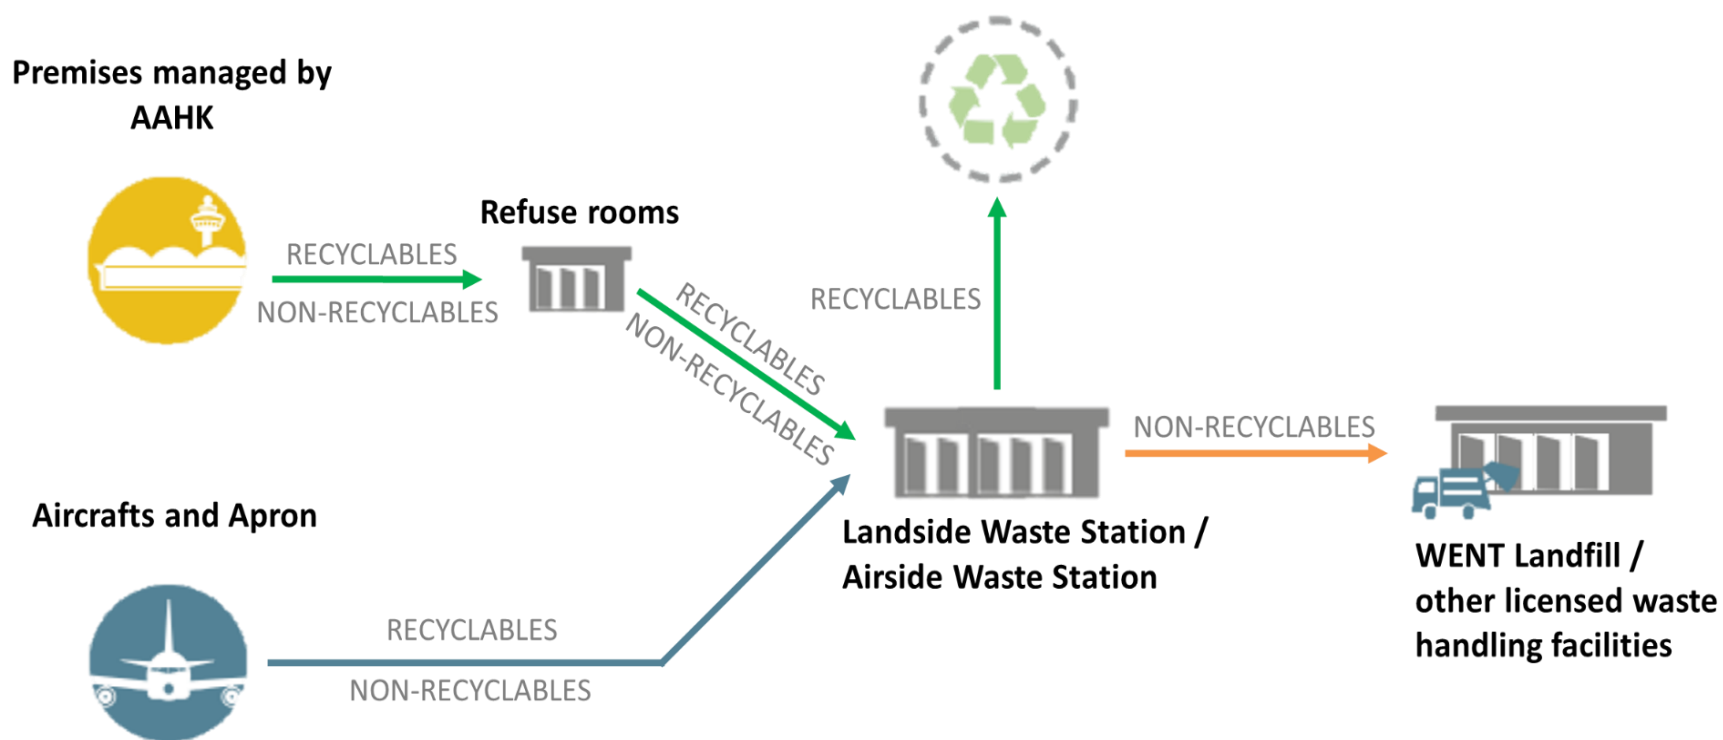 Premises managed by
AAHK
RECYCLABLES
NON-RECYCLABLES
Refuse rooms
RECYCLABLES
NON-RECYCLABLES
RECYCLABLES
Aircrafts and Apron
RECYCLABLES
NON-RECYCLABLES
Landside Waste Station /
Airside Waste Station
NON-RECYCLABLES
WENT Landfill /
other licensed waste
handling facilities